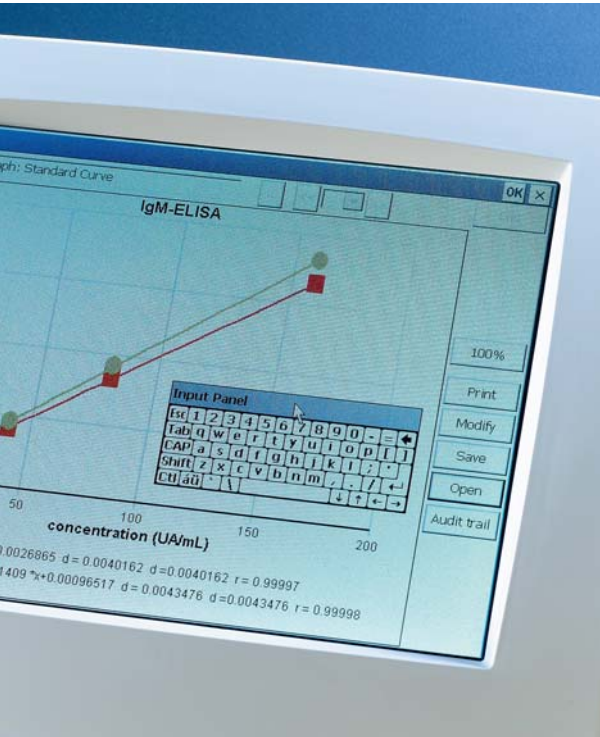 ph: Standard Curve
OK ×
IgM-ELISA
100%
Print
Modify
Save
Open
Audit trail
Input Panel
Esc 1 2 3 4 5 6 7 8 9 0 - =
Tab q w e r t y u i o p [ ]
CAP a s d f g h j k l ; '
Shift z x c v b n m , . /
Ctl áü ` \
50 100 150 200
concentration (UA/mL)
0.0026865 d = 0.0040162 d =0.0040162 r = 0.99997
1409 *x+0.00096517 d = 0.0043476 d =0.0043476 r = 0.99998